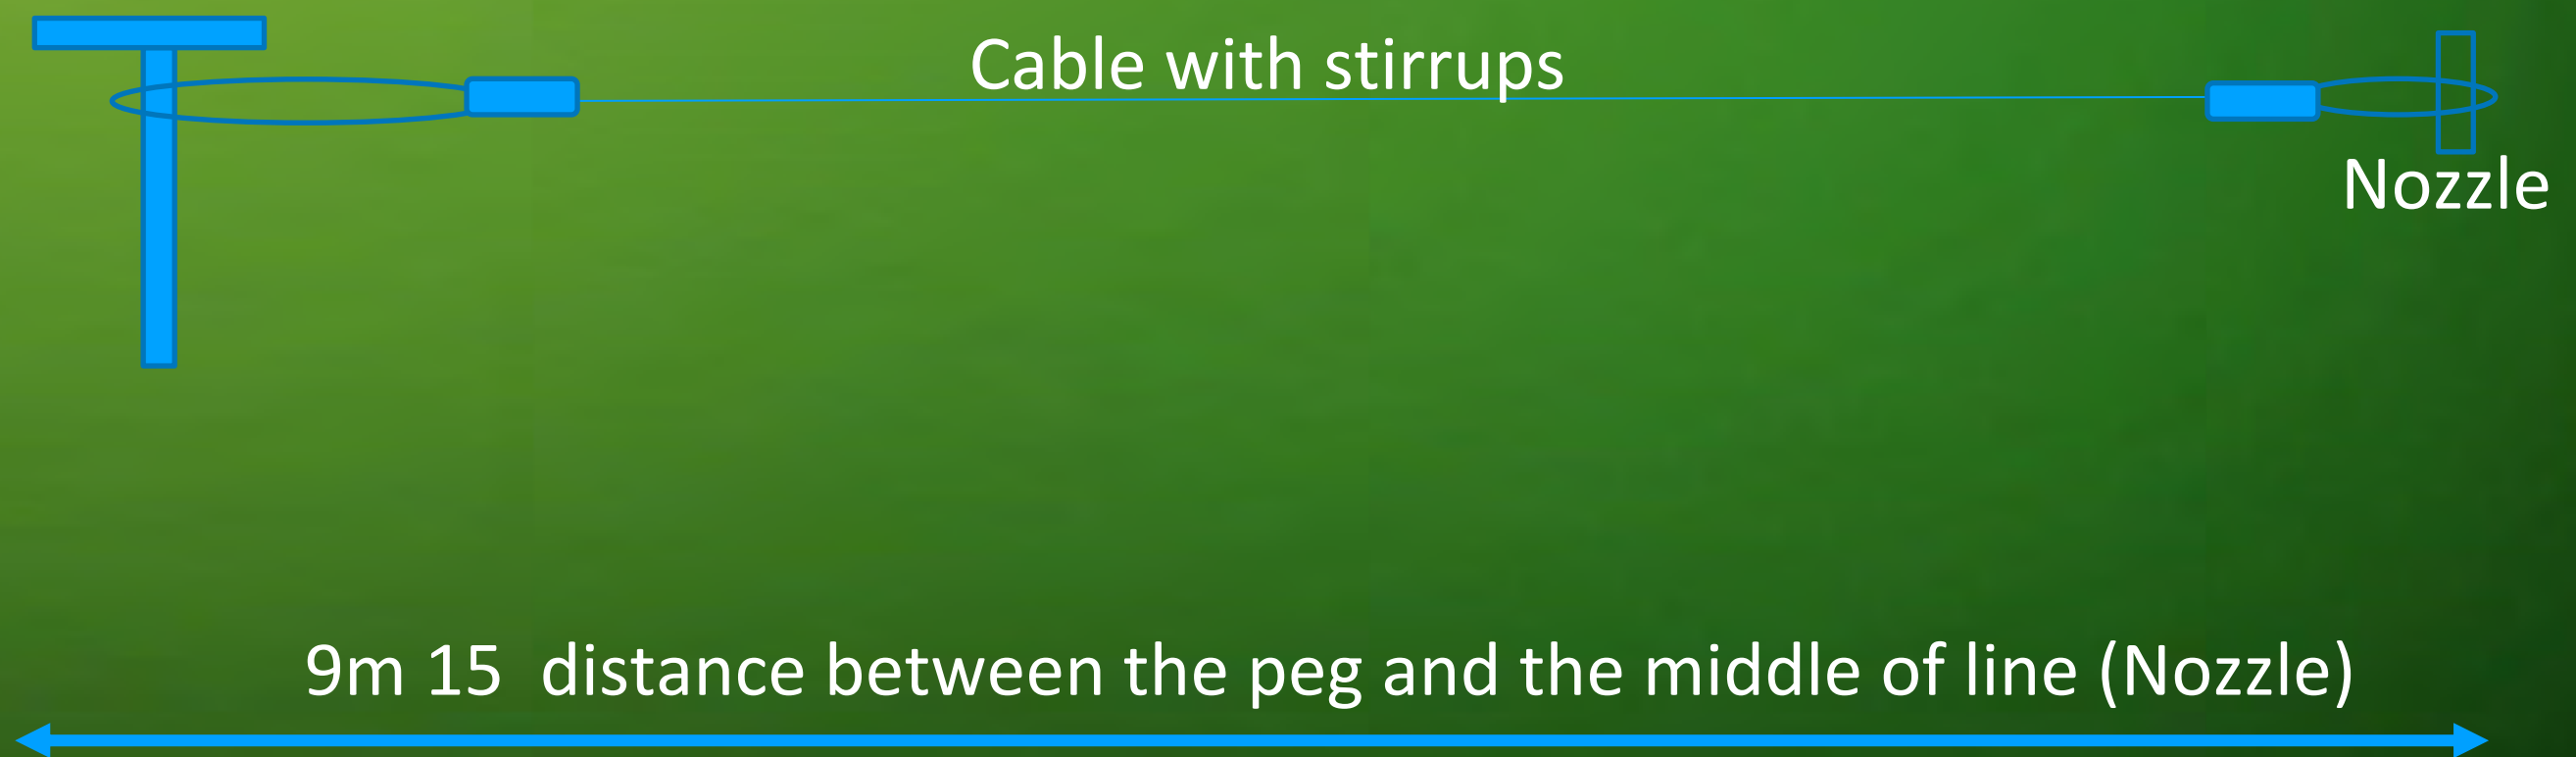 Cable with stirrups
Nozzle
9m 15 distance between the peg and the middle of line (Nozzle)